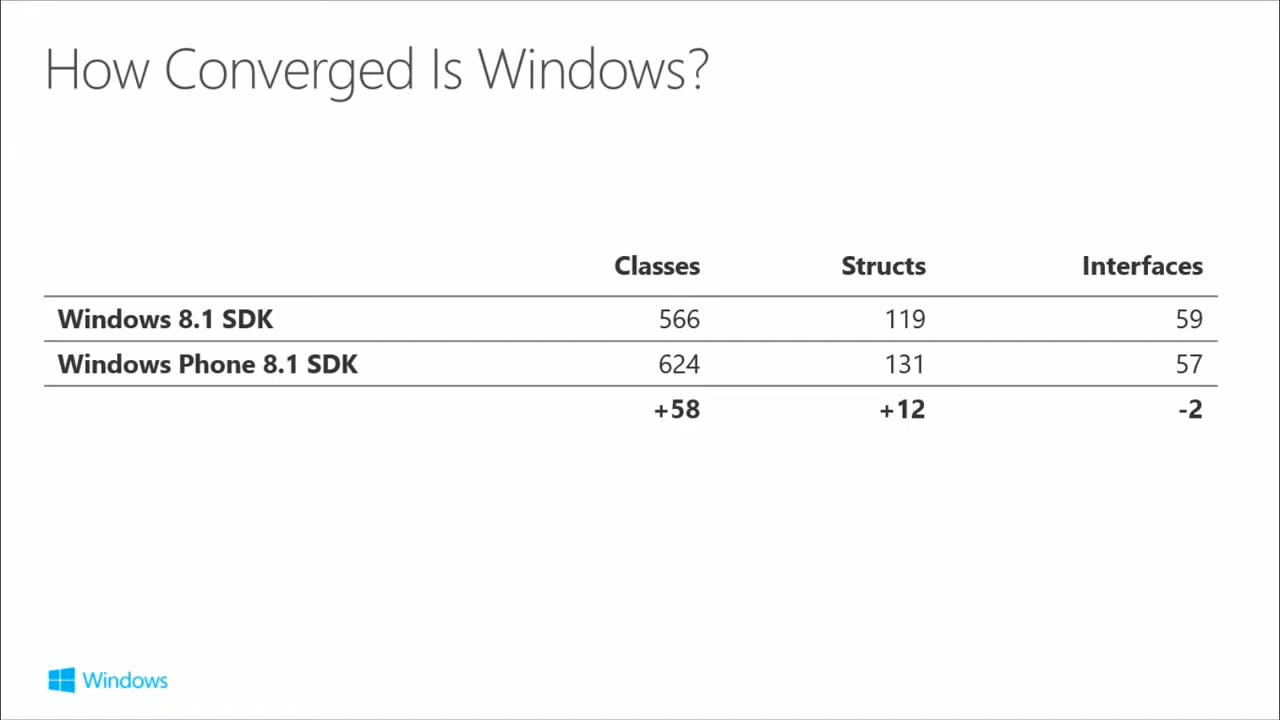 How Converged Is Windows?
Classes Structs Interfaces
Windows 8.1 SDK 566 119 59
Windows Phone 8.1 SDK 624 131 57
+58 +12 -2
Windows